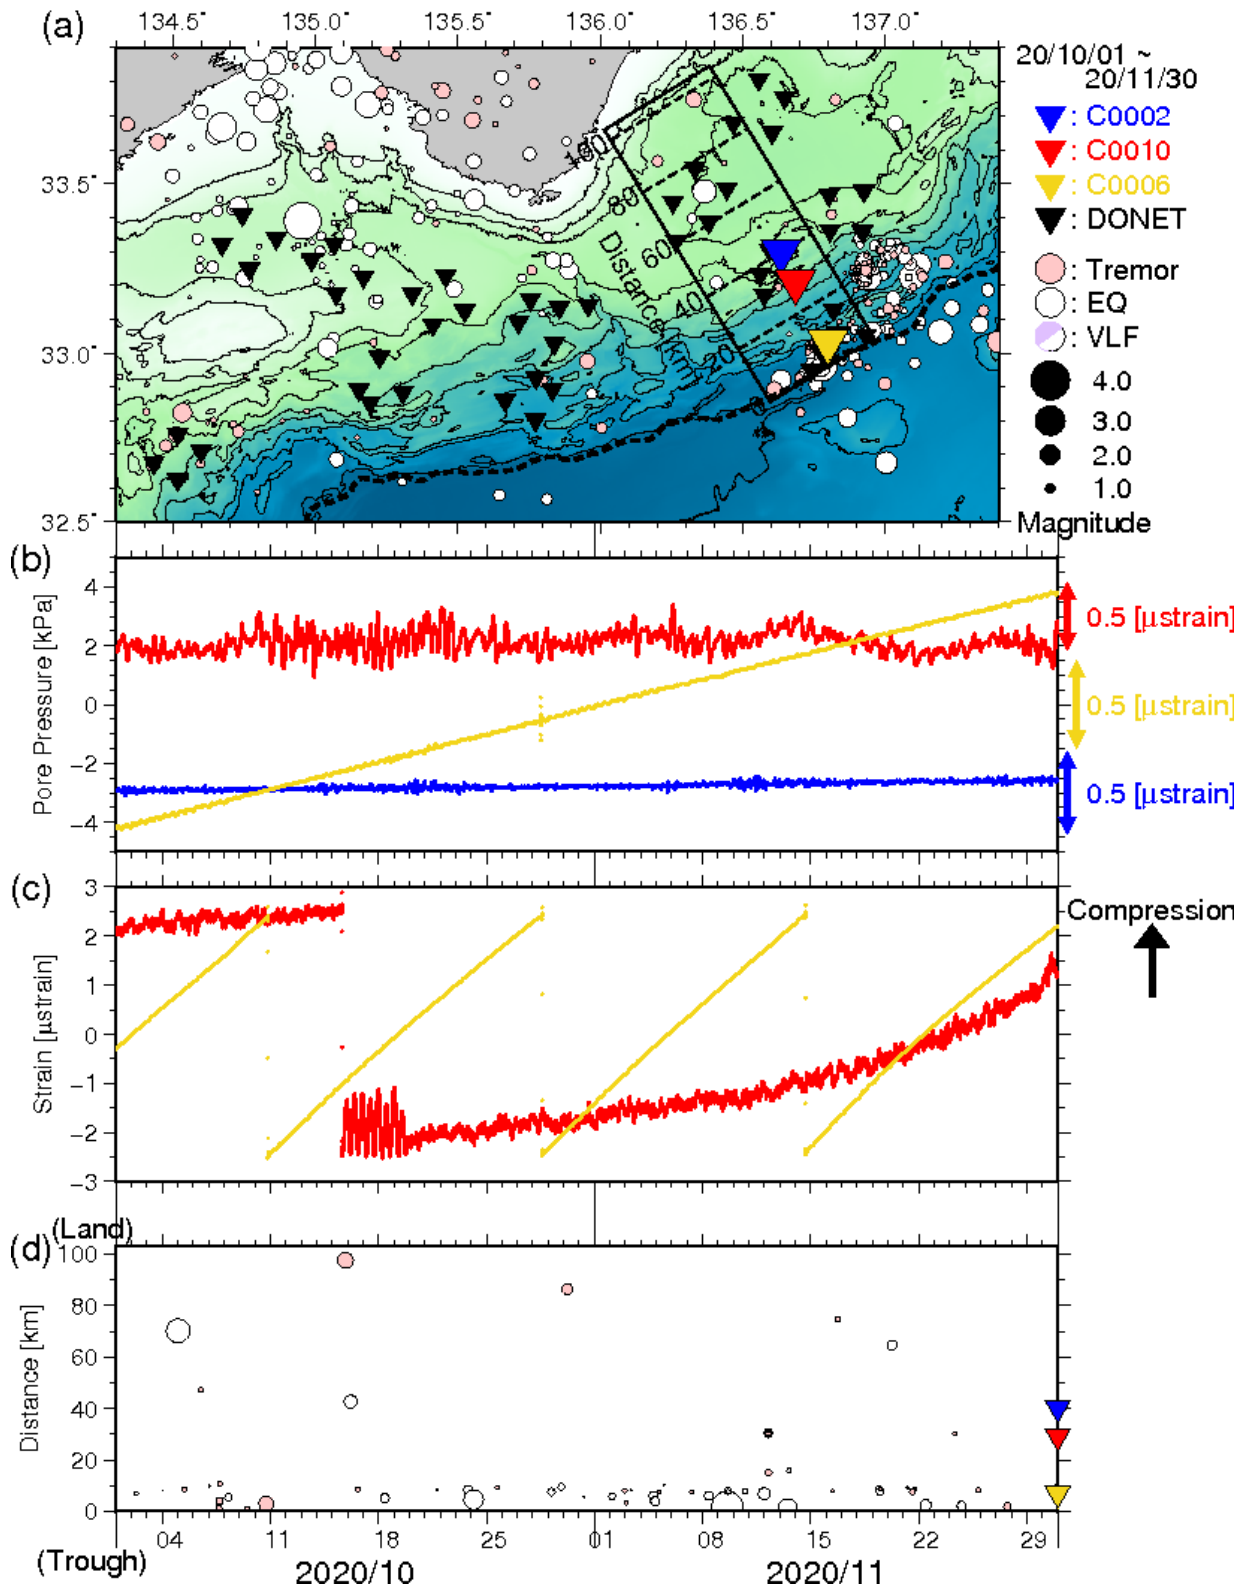 (a)
134.5° 135.0° 135.5° 136.0° 136.5° 137.0°
33.5°
33.0°
32.5°
100
80
60
40
20
0
Distance
20/10/01 ~
20/11/30
: C0002
: C0010
: C0006
: DONET
: Tremor
: EQ
: VLF
4.0
3.0
2.0
1.0
Magnitude
(b)
Pore Pressure [kPa]
4
2
0
−2
−4
0.5 [μstrain]
0.5 [μstrain]
0.5 [μstrain]
(c)
Strain [μstrain]
3
2
1
0
−1
−2
−3
Compression
(Land)
(d)
Distance [km]
100
80
60
40
20
0
(Trough)
04 11 18 25 01 08 15 22 29
2020/10 2020/11